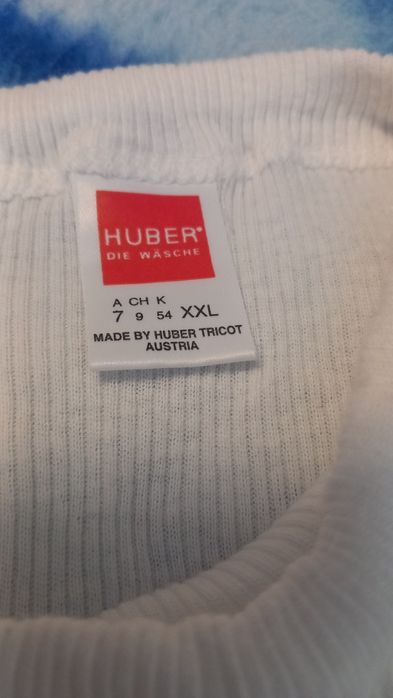 HUBER
DIE WÄSCHE
A CH K
7 9 54 XXL
MADE BY HUBER TRICOT
AUSTRIA